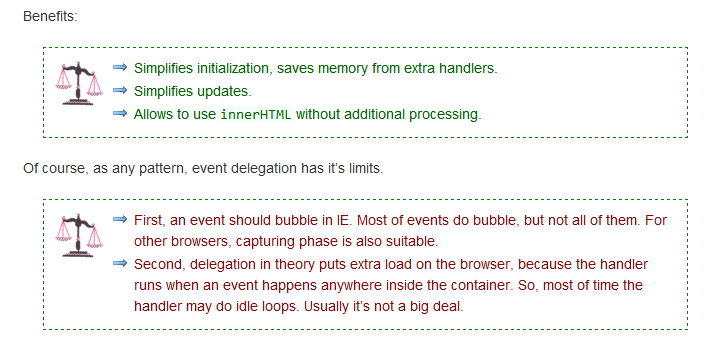 Benefits:
Simplifies initialization, saves memory from extra handlers.
Simplifies updates.
Allows to use innerHTML without additional processing.
Of course, as any pattern, event delegation has it’s limits.
First, an event should bubble in IE. Most of events do bubble, but not all of them. For
other browsers, capturing phase is also suitable.
Second, delegation in theory puts extra load on the browser, because the handler
runs when an event happens anywhere inside the container. So, most of time the
handler may do idle loops. Usually it’s not a big deal.